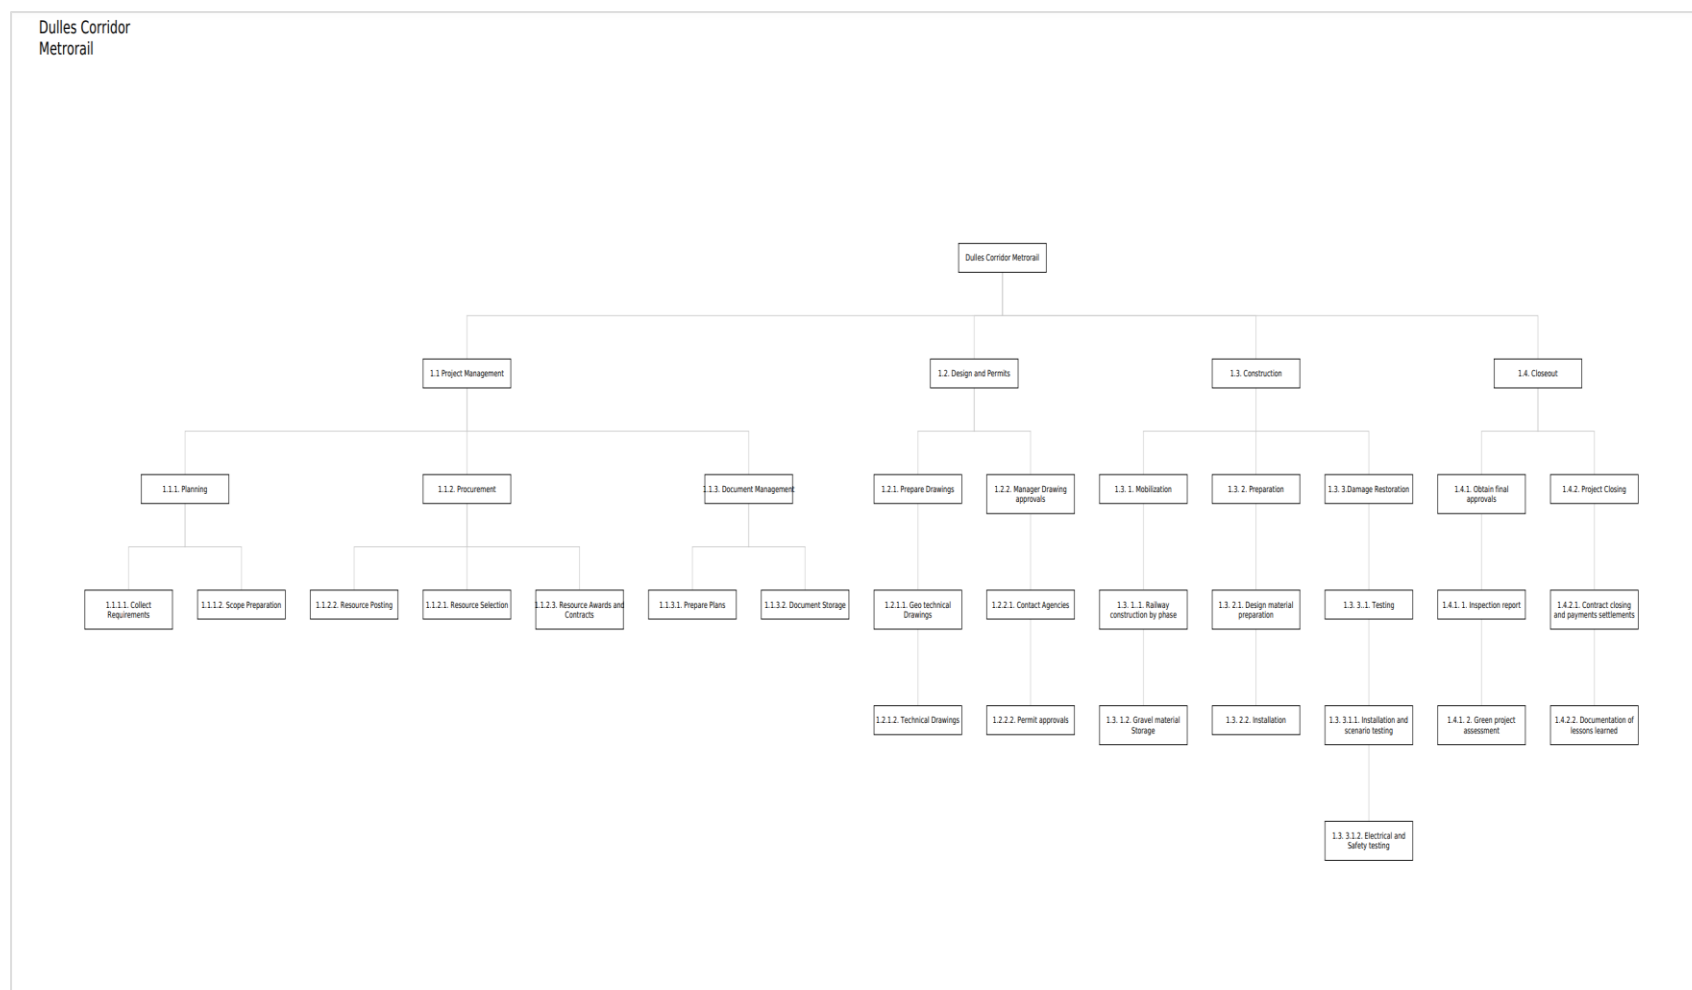 Dulles Corridor
Metrorail
Dulles Corridor Metrorail
1.1 Project Management
1.2. Design and Permits
1.3. Construction
1.4. Closeout
1.1.1. Planning
1.1.2. Procurement
1.1.3. Document Management
1.2.1. Prepare Drawings
1.2.2. Manager Drawing
approvals
1.3. 1. Mobilization
1.3. 2. Preparation
1.3. 3.Damage Restoration
1.4.1. Obtain final
approvals
1.4.2. Project Closing
1.1.1.1. Collect
Requirements
1.1.1.2. Scope Preparation
1.1.2.2. Resource Posting
1.1.2.1. Resource Selection
1.1.2.3. Resource Awards and
Contracts
1.1.3.1. Prepare Plans
1.1.3.2. Document Storage
1.2.1.1. Geo technical
Drawings
1.2.2.1. Contact Agencies
1.3. 1..1. Railway
construction by phase
1.3. 2.1. Design material
preparation
1.3. 3..1. Testing
1.4.1. 1. Inspection report
1.4.2.1. Contract closing
and payments settlements
1.2.1.2. Technical Drawings
1.2.2.2. Permit approvals
1.3. 1.2. Gravel material
Storage
1.3. 2.2. Installation
1.3. 3.1.1. Installation and
scenario testing
1.4.1. 2. Green project
assessment
1.4.2.2. Documentation of
lessons learned
1.3. 3.1.2. Electrical and
Safety testing